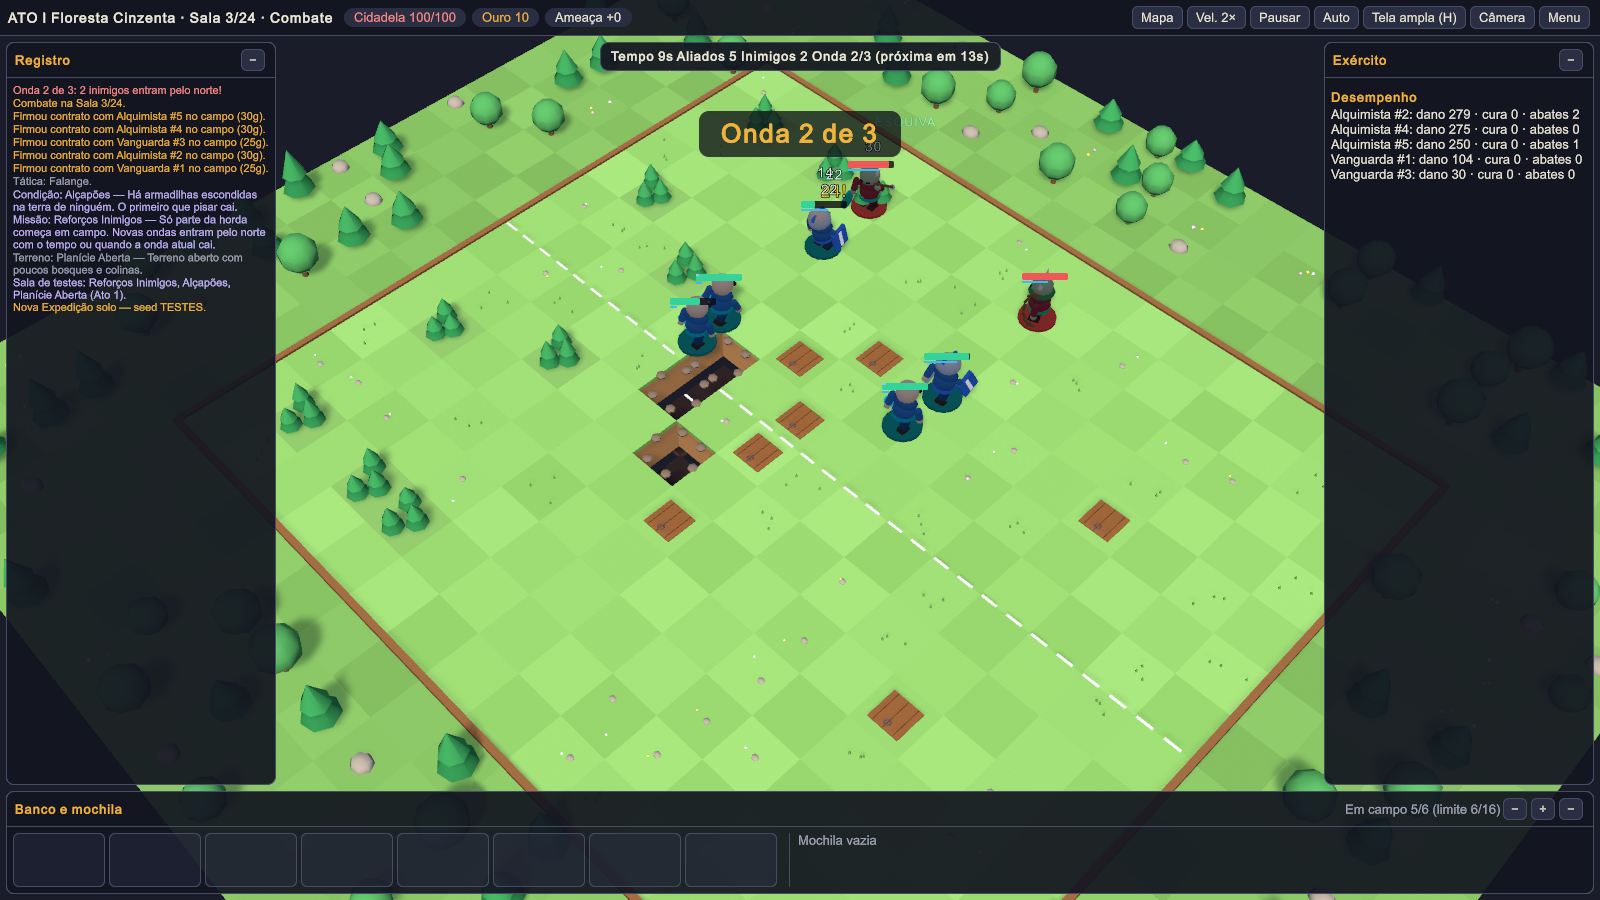 ATO I Floresta Cinzenta · Sala 3/24 · Combate
Cidadela 100/100
Ouro 10
Ameaça +0
Mapa
Vel. 2×
Pausar
Auto
Tela ampla (H)
Câmera
Menu
Tempo 9s Aliados 5 Inimigos 2 Onda 2/3 (próxima em 13s)
Registro
Onda 2 de 3: 2 inimigos entram pelo norte!
Combate na Sala 3/24.
Firmou contrato com Alquimista #5 no campo (30g).
Firmou contrato com Alquimista #4 no campo (30g).
Firmou contrato com Vanguarda #3 no campo (25g).
Firmou contrato com Alquimista #2 no campo (30g).
Firmou contrato com Vanguarda #1 no campo (25g).
Tática: Falange.
Condição: Alçapões — Há armadilhas escondidas
na terra de ninguém. O primeiro que pisar cai.
Missão: Reforços Inimigos — Só parte da horda
começa em campo. Novas ondas entram pelo norte
com o tempo ou quando a onda atual cai.
Terreno: Planície Aberta — Terreno aberto com
poucos bosques e colinas.
Sala de testes: Reforços Inimigos, Alçapões,
Planície Aberta (Ato 1).
Nova Expedição solo — seed TESTES.
Onda 2 de 3
30
22!
Exército
Desempenho
Alquimista #2: dano 279 · cura 0 · abates 2
Alquimista #4: dano 275 · cura 0 · abates 0
Alquimista #5: dano 250 · cura 0 · abates 1
Vanguarda #1: dano 104 · cura 0 · abates 0
Vanguarda #3: dano 30 · cura 0 · abates 0
Banco e mochila
Em campo 5/6 (limite 6/16)
Mochila vazia